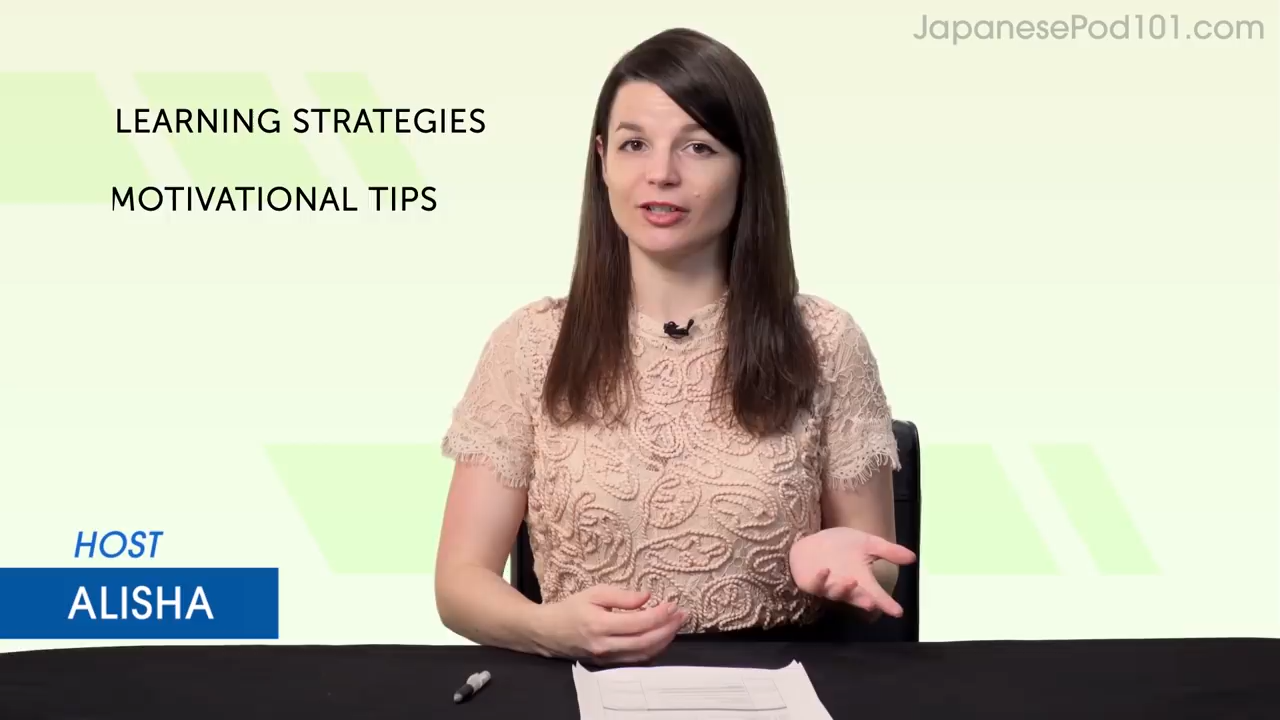 JapanesePod101.com
LEARNING STRATEGIES
MOTIVATIONAL TIPS
HOST
ALISHA